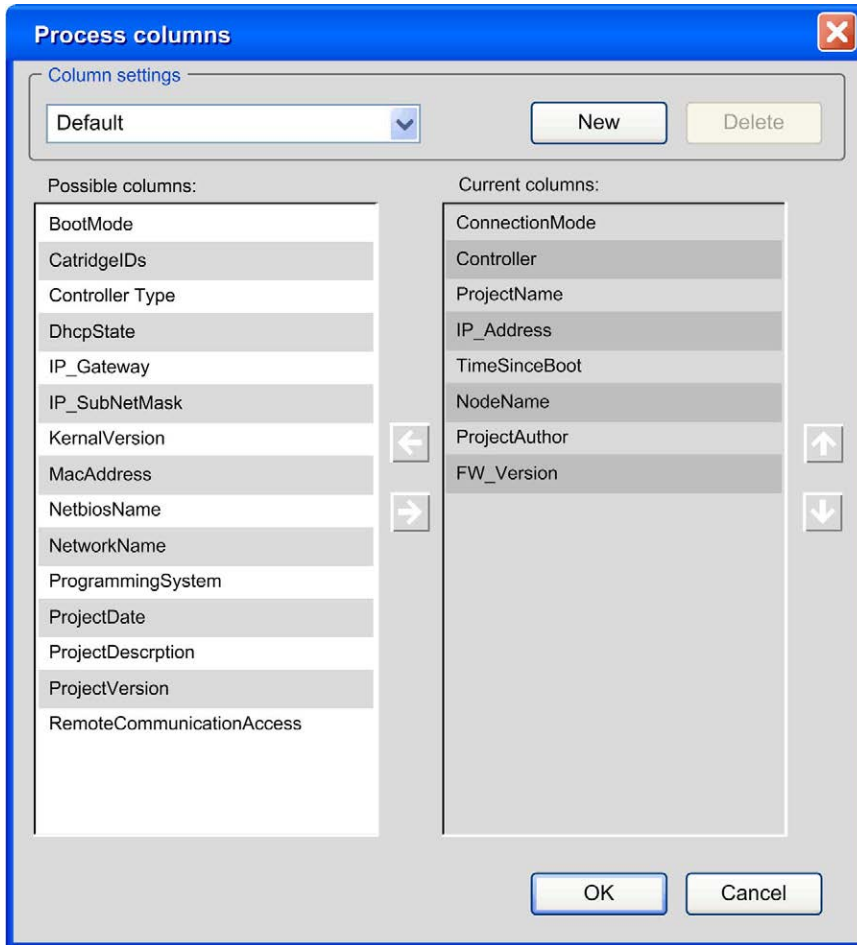 Process columns
Column settings
Default
New
Delete
Possible columns:
BootMode
CatridgeIDs
Controller Type
DhcpState
IP_Gateway
IP_SubNetMask
KernalVersion
MacAddress
NetbiosName
NetworkName
ProgrammingSystem
ProjectDate
ProjectDescrption
ProjectVersion
RemoteCommunicationAccess
Current columns:
ConnectionMode
Controller
ProjectName
IP_Address
TimeSinceBoot
NodeName
ProjectAuthor
FW_Version
OK
Cancel